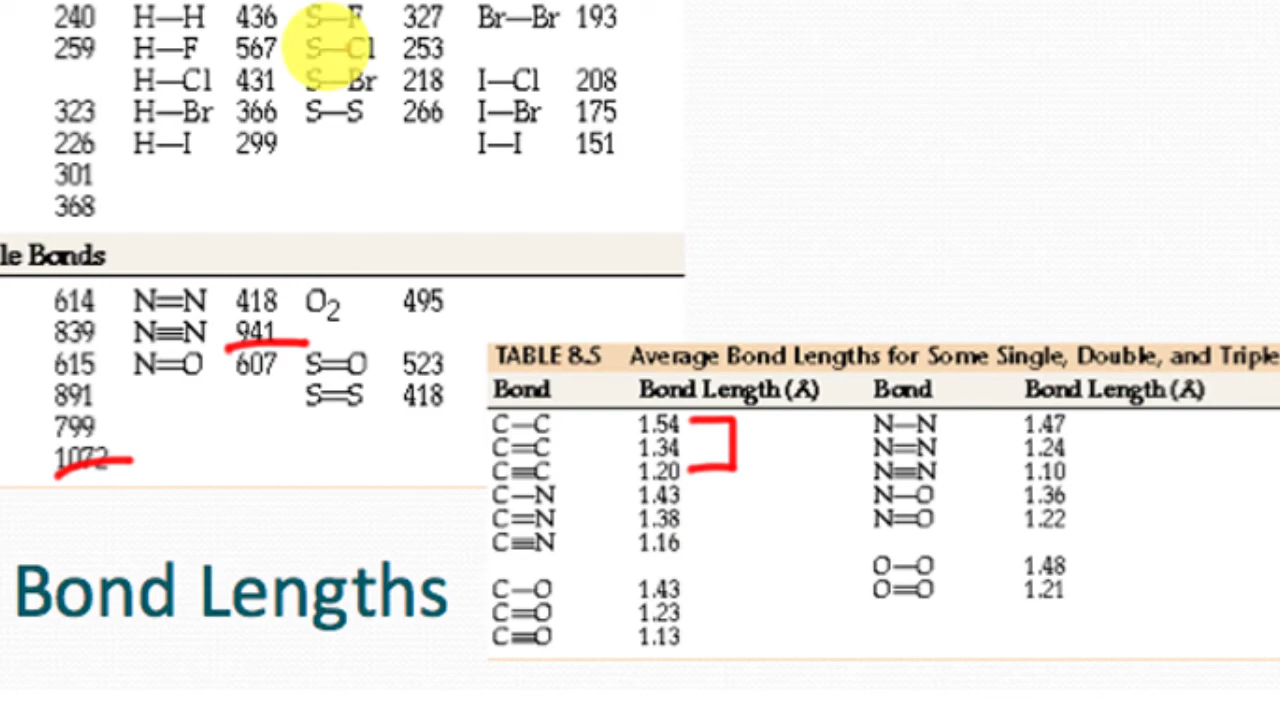 240 H—H 436 S—F 327 Br—Br 193
259 H—F 567 S—Cl 253
H—Cl 431 S—Br 218 I—Cl 208
323 H—Br 366 S—S 266 I—Br 175
226 H—I 299 I—I 151
301
368
le Bonds
614 N=N 418 O2 495
839 N≡N 941
615 N=O 607 S=O 523
891 S=S 418
799
1072
TABLE 8.5 Average Bond Lengths for Some Single, Double, and Triple
Bond Bond Length (Å) Bond Bond Length (Å)
C—C 1.54 N—N 1.47
C=C 1.34 N=N 1.24
C≡C 1.20 N≡N 1.10
C—N 1.43 N—O 1.36
C=N 1.38 N=O 1.22
C≡N 1.16
O—O 1.48
C—O 1.43 O=O 1.21
C=O 1.23
C≡O 1.13
Bond Lengths